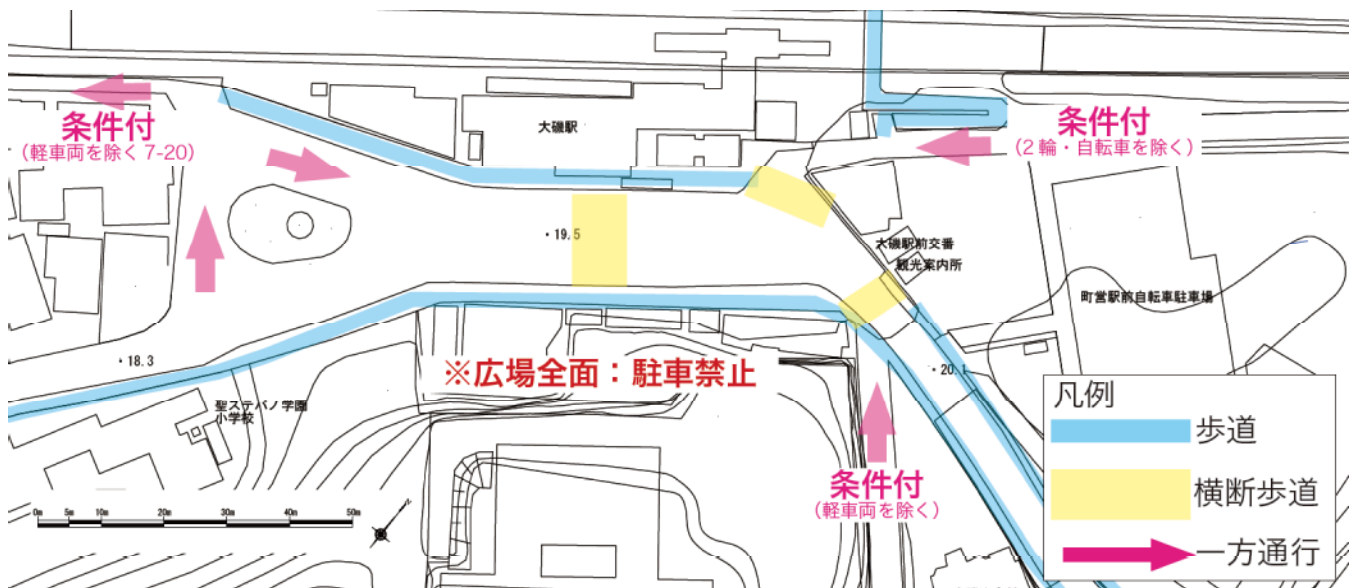 条件付
(軽車両を除く7-20)
大磯駅
条件付
(2輪・自転車を除く)
・19.5
大磯駅前交番
観光案内所
町営駅前自転車駐車場
・18.3
※広場全面：駐車禁止
・20.1
聖ステパノ学園
小学校
条件付
(軽車両を除く)
0m 5m 10m 20m 30m 40m 50m
凡例
歩道
横断歩道
一方通行